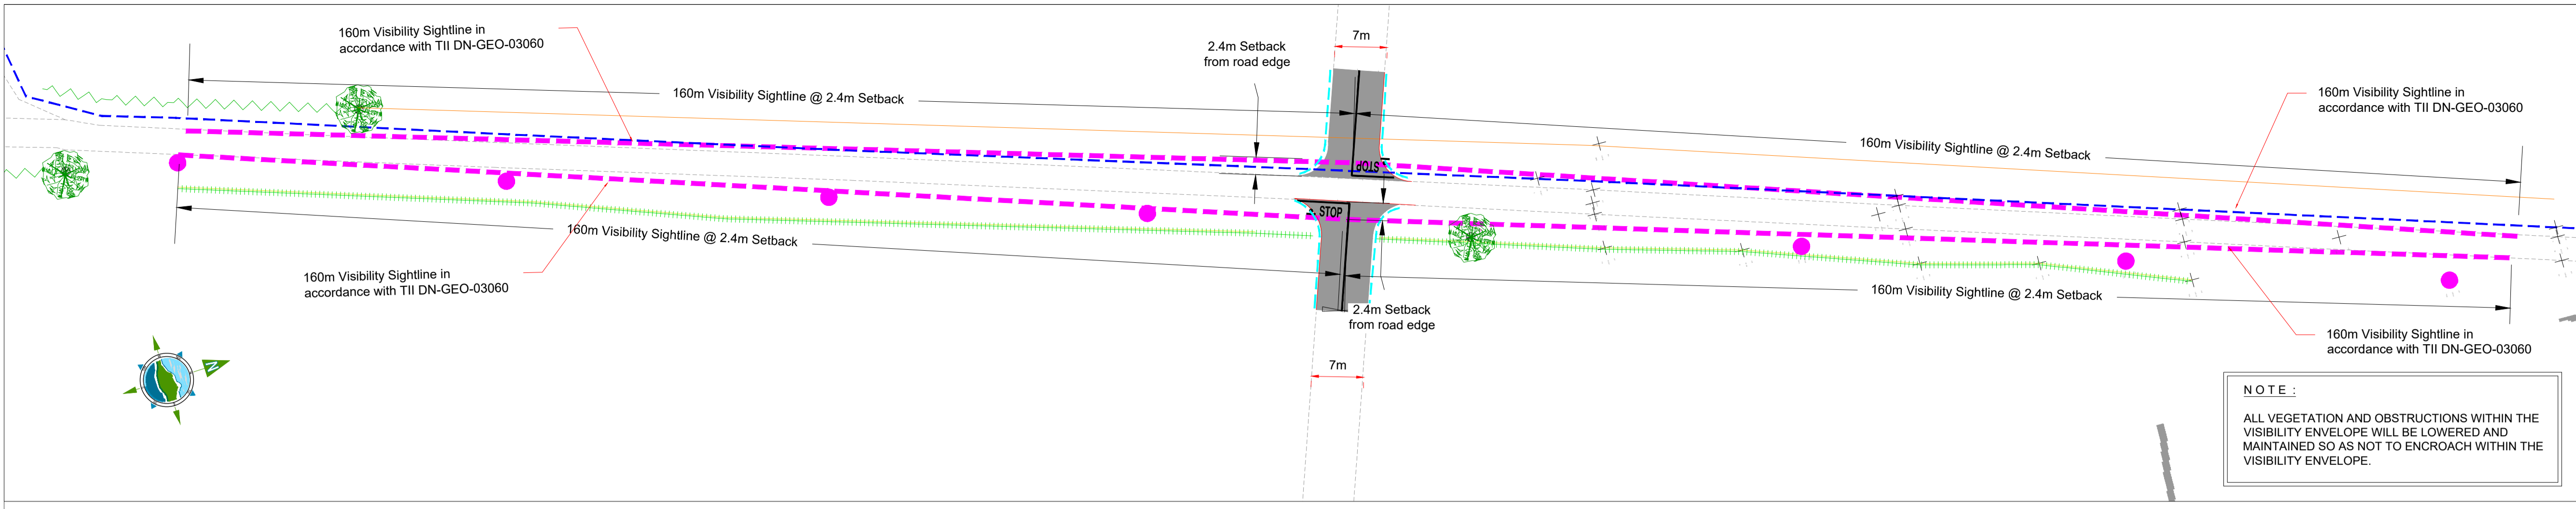 160m Visibility Sightline in
accordance with TII DN-GEO-03060
160m Visibility Sightline @ 2.4m Setback
2.4m Setback
from road edge
7m
160m Visibility Sightline in
accordance with TII DN-GEO-03060
160m Visibility Sightline @ 2.4m Setback
STOP
STOP
160m Visibility Sightline @ 2.4m Setback
160m Visibility Sightline in
accordance with TII DN-GEO-03060
160m Visibility Sightline @ 2.4m Setback
2.4m Setback
from road edge
160m Visibility Sightline in
accordance with TII DN-GEO-03060
7m
N
NOTE :
ALL VEGETATION AND OBSTRUCTIONS WITHIN THE
VISIBILITY ENVELOPE WILL BE LOWERED AND
MAINTAINED SO AS NOT TO ENCROACH WITHIN THE
VISIBILITY ENVELOPE.